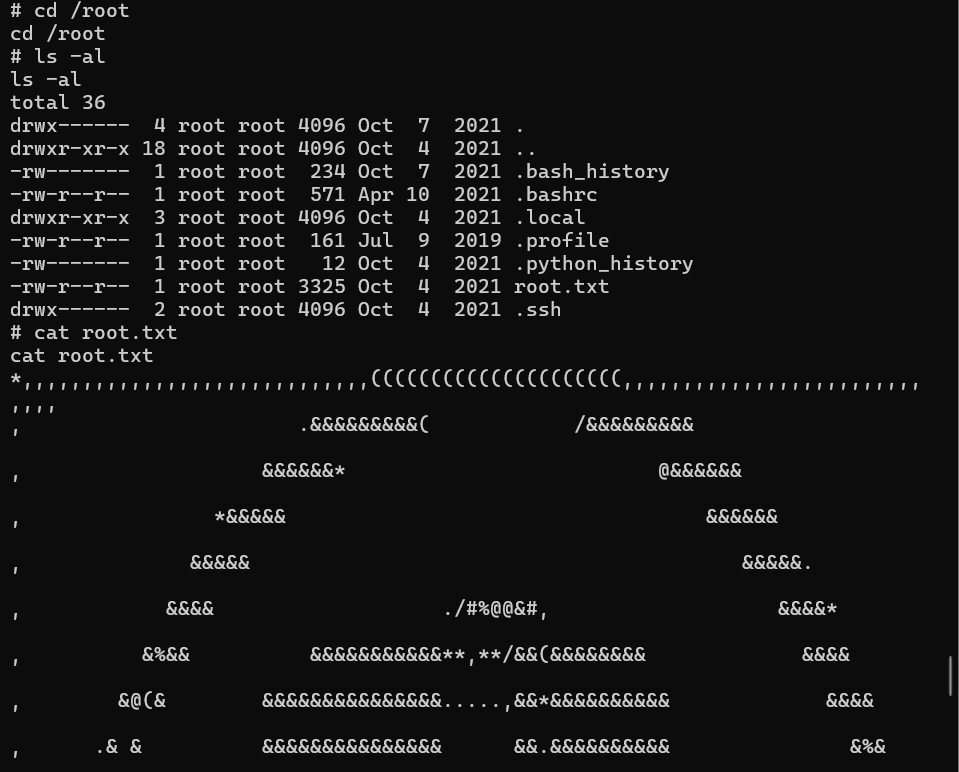 # cd /root
cd /root
# ls -al
ls -al
total 36
drwx------  4 root root 4096 Oct  7  2021 .
drwxr-xr-x 18 root root 4096 Oct  4  2021 ..
-rw-------  1 root root  234 Oct  7  2021 .bash_history
-rw-r--r--  1 root root  571 Apr 10  2021 .bashrc
drwxr-xr-x  3 root root 4096 Oct  4  2021 .local
-rw-r--r--  1 root root  161 Jul  9  2019 .profile
-rw-------  1 root root   12 Oct  4  2021 .python_history
-rw-r--r--  1 root root 3325 Oct  4  2021 root.txt
drwx------  2 root root 4096 Oct  4  2021 .ssh
# cat root.txt
cat root.txt
*,,,,,,,,,,,,,,,,,,,,,,,,,,,,,(((((((((((((((((((((,,,,,,,,,,,,,,,,,,,,,,,,,
,,,,
,                       .&&&&&&&&&(            /&&&&&&&&&
,                    &&&&&&*                          @&&&&&&
,                *&&&&&                                   &&&&&&
,              &&&&&                                         &&&&&.
,            &&&&                   ./#%@@&#,                   &&&&*
,          &%&&          &&&&&&&&&&&**,**/&&(&&&&&&&&             &&&&
,        &@(&        &&&&&&&&&&&&&&&.....,&&*&&&&&&&&&&             &&&&
,      .& &          &&&&&&&&&&&&&&&      &&.&&&&&&&&&&               &%&